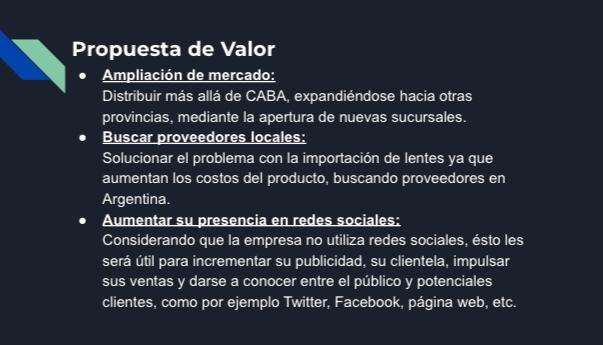 Propuesta de Valor
● Ampliación de mercado:
Distribuir más allá de CABA, expandiéndose hacia otras
provincias, mediante la apertura de nuevas sucursales.
● Buscar proveedores locales:
Solucionar el problema con la importación de lentes ya que
aumentan los costos del producto, buscando proveedores en
Argentina.
● Aumentar su presencia en redes sociales:
Considerando que la empresa no utiliza redes sociales, ésto les
será útil para incrementar su publicidad, su clientela, impulsar
sus ventas y darse a conocer entre el público y potenciales
clientes, como por ejemplo Twitter, Facebook, página web, etc.